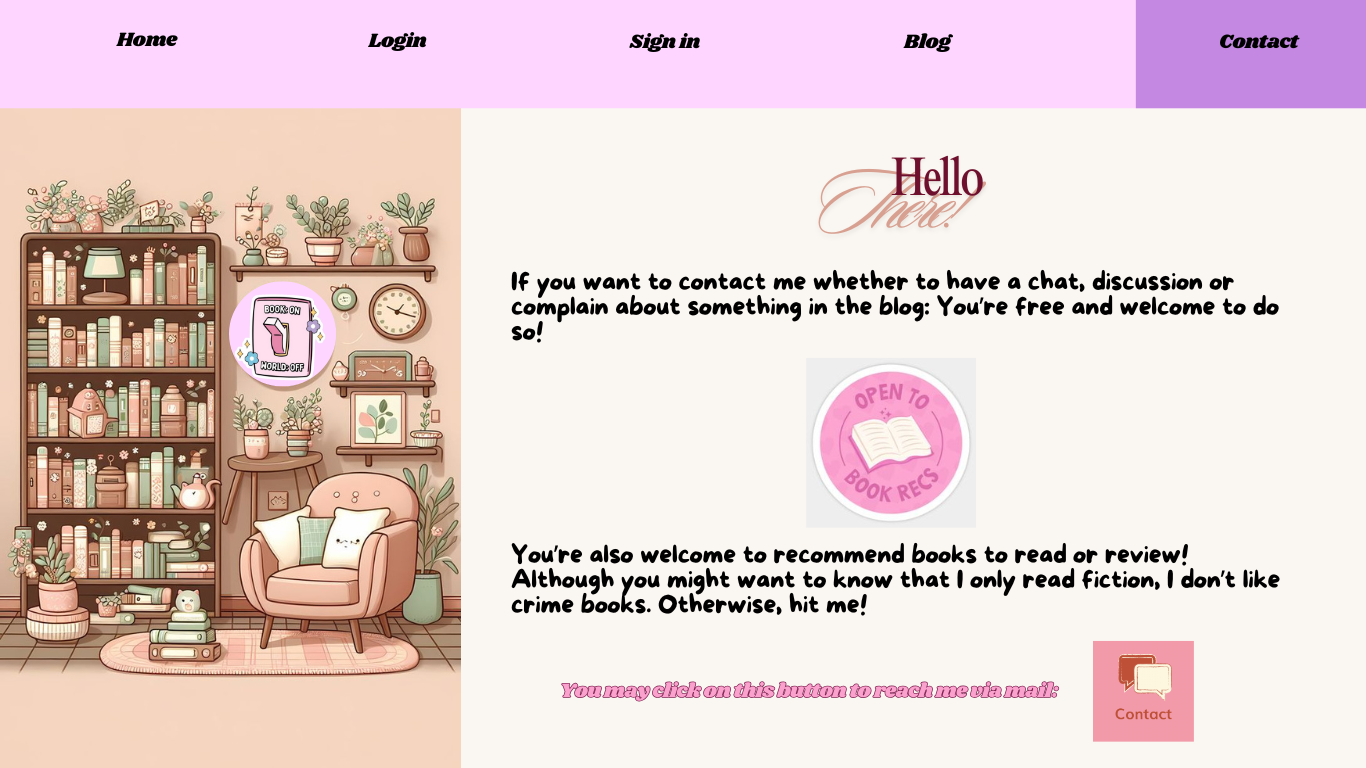 Home Login Sign in Blog Contact
Hello
There!
BOOK: ON
WORLD: OFF
If you want to contact me whether to have a chat, discussion or
complain about something in the blog: You're free and welcome to do
so!
OPEN TO
BOOK RECS
You're also welcome to recommend books to read or review!
Although you might want to know that I only read fiction, I don't like
crime books. Otherwise, hit me!
You may click on this button to reach me via mail:
Contact